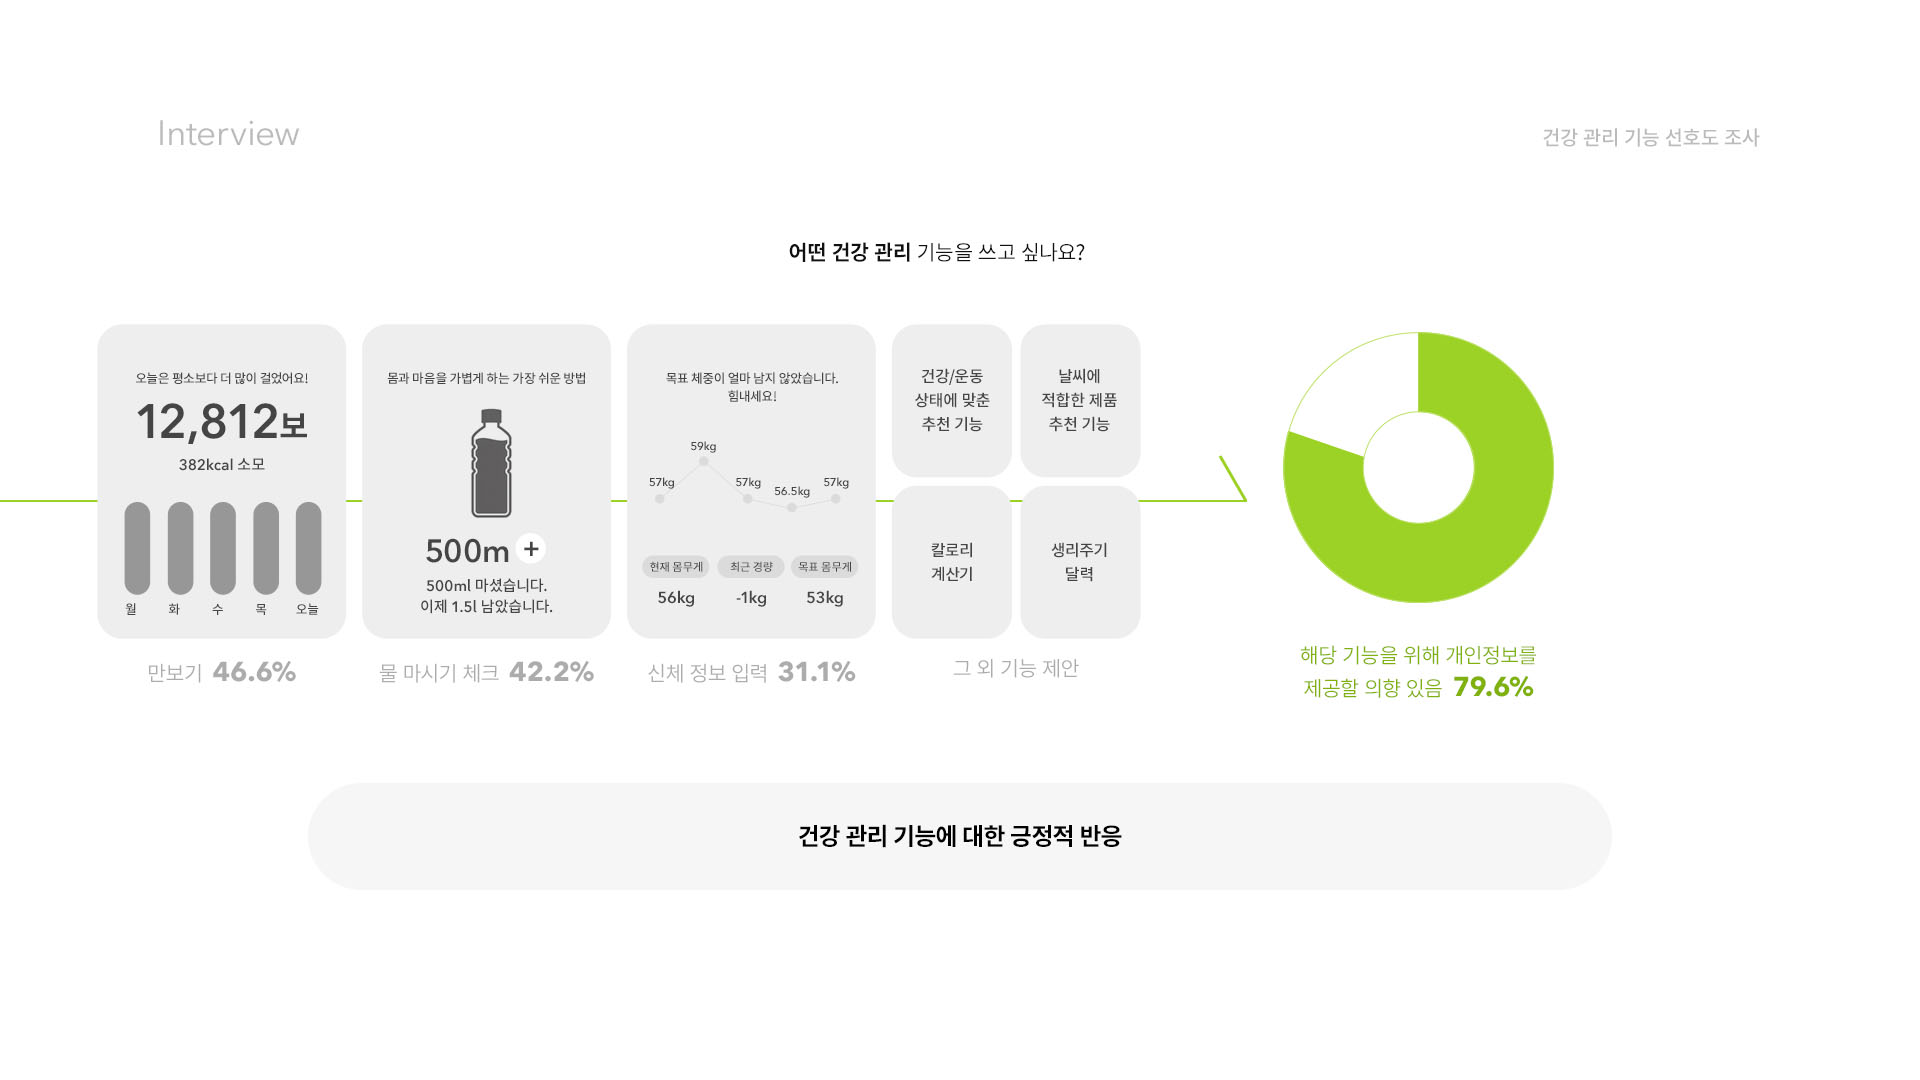 Interview
건강 관리 기능 선호도 조사
어떤 건강 관리 기능을 쓰고 싶나요?
오늘은 평소보다 더 많이 걸었어요!
12,812보
382kcal 소모
월 화 수 목 오늘
만보기 46.6%
몸과 마음을 가볍게 하는 가장 쉬운 방법
500m +
500ml 마셨습니다.
이제 1.5l 남았습니다.
물 마시기 체크 42.2%
목표 체중이 얼마 남지 않았습니다.
힘내세요!
57kg 59kg 57kg 56.5kg 57kg
현재 몸무게 최근 경량 목표 몸무게
56kg -1kg 53kg
신체 정보 입력 31.1%
건강/운동
상태에 맞춘
추천 기능
날씨에
적합한 제품
추천 기능
칼로리
계산기
생리주기
달력
그 외 기능 제안
해당 기능을 위해 개인정보를
제공할 의향 있음 79.6%
건강 관리 기능에 대한 긍정적 반응